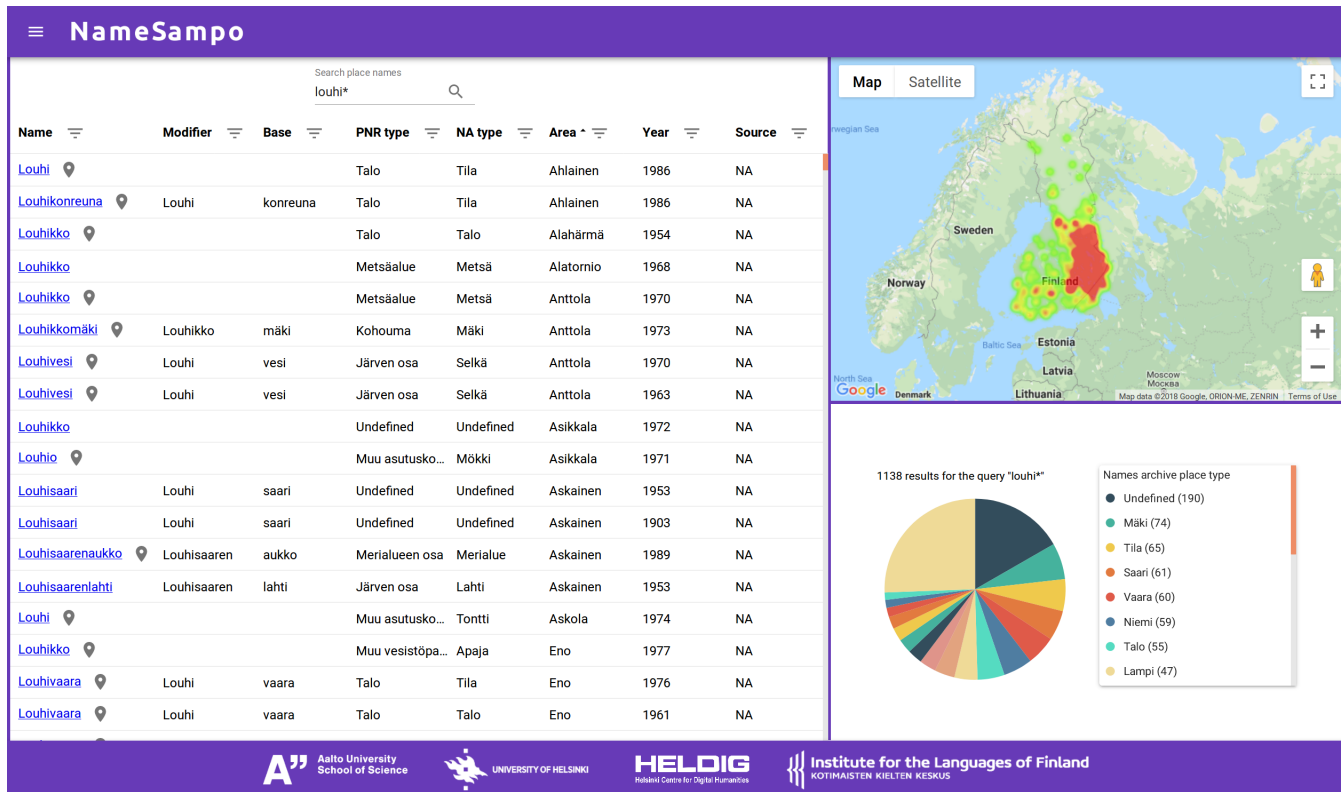 NameSampo
Search place names
louhi*
Name Modifier Base PNR type NA type Area Year Source
Louhi Talo Tila Ahlainen 1986 NA
Louhikonreuna Louhi konreuna Talo Tila Ahlainen 1986 NA
Louhikko Talo Talo Alahärmä 1954 NA
Louhikko Metsäalue Metsä Alatornio 1968 NA
Louhikko Metsäalue Metsä Anttola 1970 NA
Louhikkomäki Louhikko mäki Kohouma Mäki Anttola 1973 NA
Louhivesi Louhi vesi Järven osa Selkä Anttola 1970 NA
Louhivesi Louhi vesi Järven osa Selkä Anttola 1963 NA
Louhikko Undefined Undefined Asikkala 1972 NA
Louhio Muu asutusko... Mökki Asikkala 1971 NA
Louhisaari Louhi saari Undefined Undefined Askainen 1953 NA
Louhisaari Louhi saari Undefined Undefined Askainen 1903 NA
Louhisaarenaukko Louhisaaren aukko Merialueen osa Merialue Askainen 1989 NA
Louhisaarenlahti Louhisaaren lahti Järven osa Lahti Askainen 1953 NA
Louhi Muu asutusko... Tontti Askola 1974 NA
Louhikko Muu vesistöpa... Apaja Eno 1977 NA
Louhivaara Louhi vaara Talo Tila Eno 1976 NA
Louhivaara Louhi vaara Talo Talo Eno 1961 NA
Map Satellite
rwegian Sea
Sweden
Norway
Finland
Baltic Sea
Estonia
Latvia
Moscow
Москва
North Sea
Google
Denmark
Lithuania
Map data ©2018 Google, ORION-ME, ZENRIN Terms of Use
1138 results for the query "louhi*"
Names archive place type
Undefined (190)
Mäki (74)
Tila (65)
Saari (61)
Vaara (60)
Niemi (59)
Talo (55)
Lampi (47)
A"
Aalto University
School of Science
UNIVERSITY OF HELSINKI
HELDIG
Helsinki Centre for Digital Humanities
Institute for the Languages of Finland
KOTIMAISTEN KIELTEN KESKUS